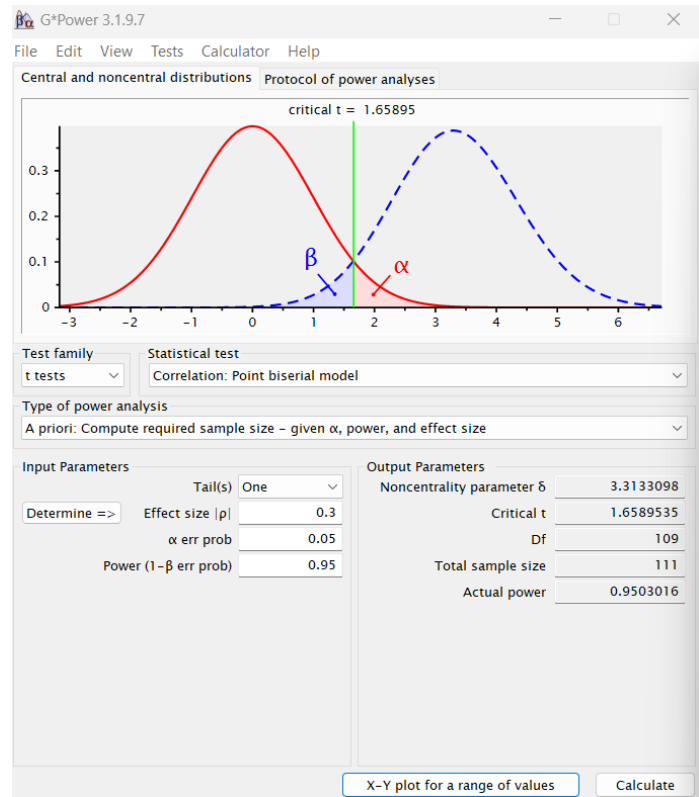 G*Power 3.1.9.7
File Edit View Tests Calculator Help
Central and noncentral distributions Protocol of power analyses
critical t = 1.65895
0.3
0.2
0.1
0
β α
-3 -2 -1 0 1 2 3 4 5 6
Test family Statistical test
t tests Correlation: Point biserial model
Type of power analysis
A priori: Compute required sample size - given α, power, and effect size
Input Parameters
Tail(s) One
Determine => Effect size |ρ| 0.3
α err prob 0.05
Power (1-β err prob) 0.95
Output Parameters
Noncentrality parameter δ 3.3133098
Critical t 1.6589535
Df 109
Total sample size 111
Actual power 0.9503016
X-Y plot for a range of values Calculate